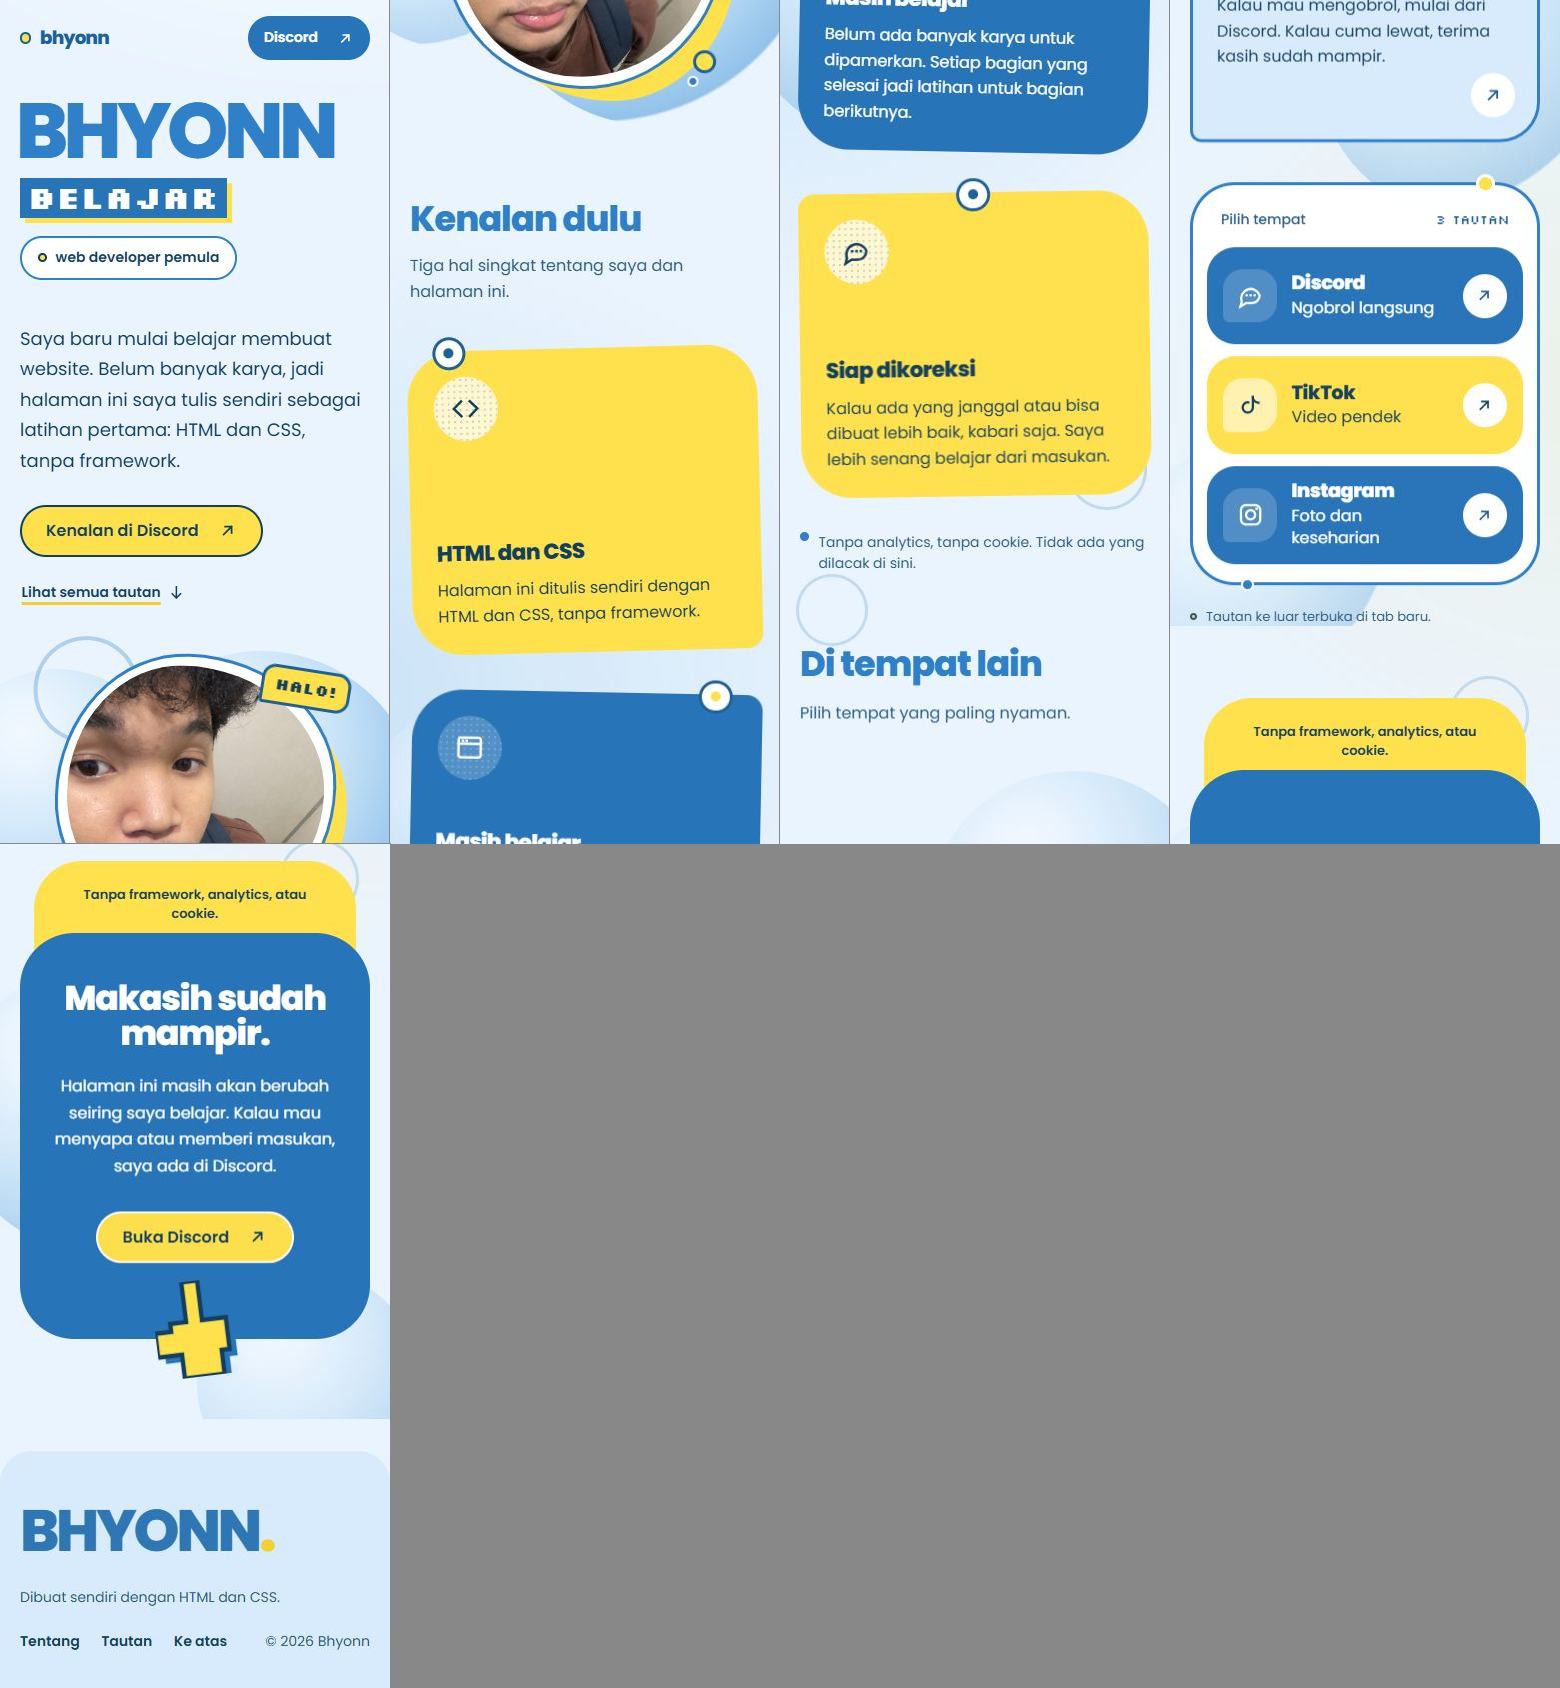 bhyonn
Discord
BHYONN
BELAJAR
web developer pemula
Saya baru mulai belajar membuat
website. Belum banyak karya, jadi
halaman ini saya tulis sendiri sebagai
latihan pertama: HTML dan CSS,
tanpa framework.
Kenalan di Discord
Lihat semua tautan
HALO!
Kenalan dulu
Tiga hal singkat tentang saya dan
halaman ini.
HTML dan CSS
Halaman ini ditulis sendiri dengan
HTML dan CSS, tanpa framework.
Masih belajar
Masih belajar
Belum ada banyak karya untuk
dipamerkan. Setiap bagian yang
selesai jadi latihan untuk bagian
berikutnya.
Siap dikoreksi
Kalau ada yang janggal atau bisa
dibuat lebih baik, kabari saja. Saya
lebih senang belajar dari masukan.
Tanpa analytics, tanpa cookie. Tidak ada yang
dilacak di sini.
Di tempat lain
Pilih tempat yang paling nyaman.
Kalau mau mengobrol, mulai dari
Discord. Kalau cuma lewat, terima
kasih sudah mampir.
Pilih tempat
3 TAUTAN
Discord
Ngobrol langsung
TikTok
Video pendek
Instagram
Foto dan
keseharian
Tautan ke luar terbuka di tab baru.
Tanpa framework, analytics, atau
cookie.
Tanpa framework, analytics, atau
cookie.
Makasih sudah
mampir.
Halaman ini masih akan berubah
seiring saya belajar. Kalau mau
menyapa atau memberi masukan,
saya ada di Discord.
Buka Discord
BHYONN.
Dibuat sendiri dengan HTML dan CSS.
Tentang
Tautan
Ke atas
© 2026 Bhyonn